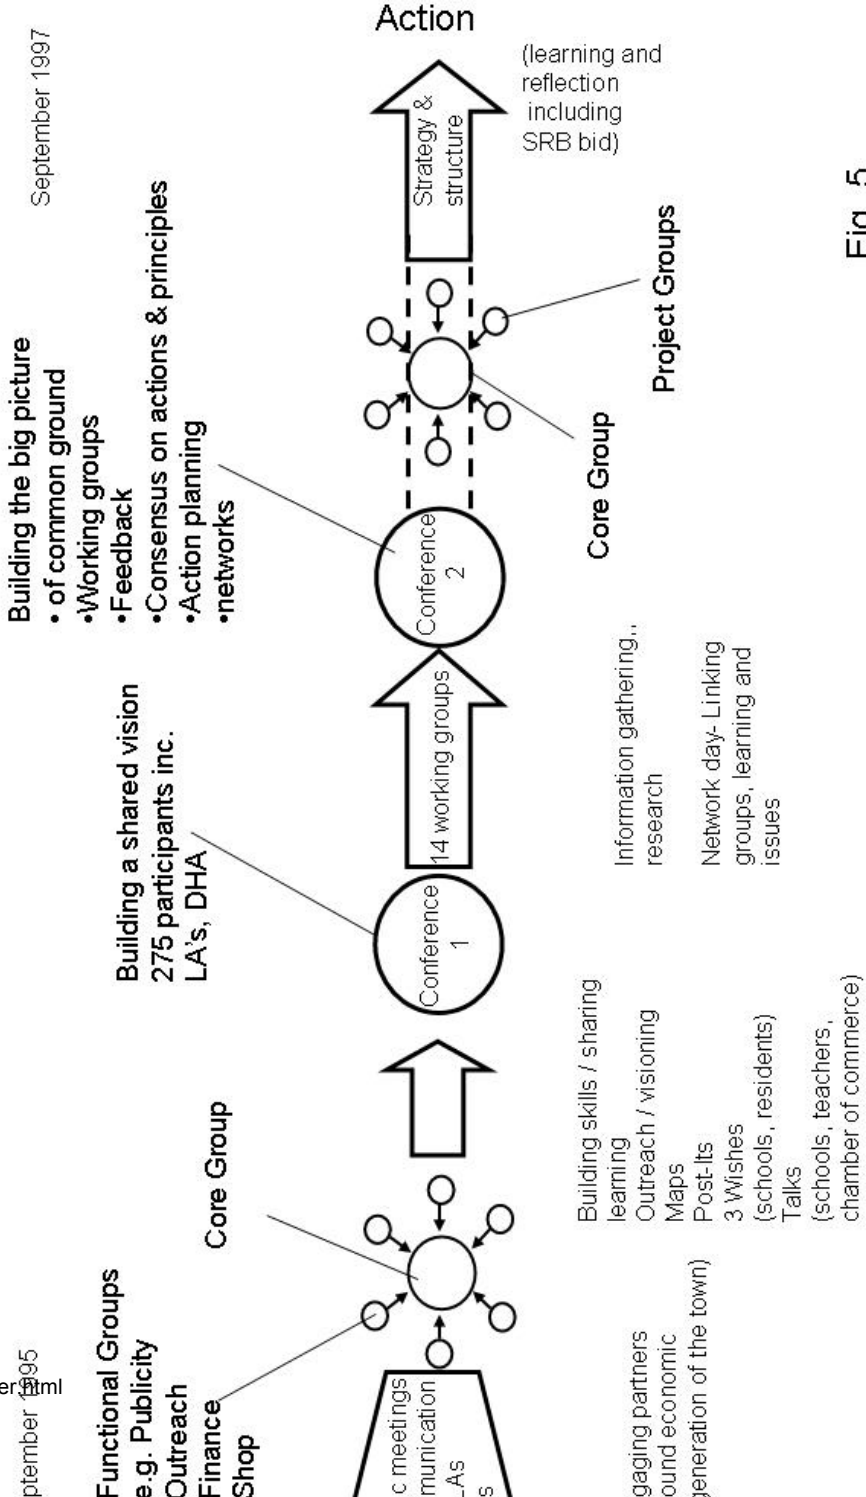 Action
September 1997
(learning and
reflection
including
SRB bid)
Strategy &
structure
Building the big picture
• of common ground
•Working groups
•Feedback
•Consensus on actions & principles
•Action planning
•networks
Project Groups
Core Group
Conference
2
Building a shared vision
275 participants inc.
LA's, DHA
14 working groups
Information gathering,,
research
Network day- Linking
groups, learning and
issues
Conference
1
Core Group
Building skills / sharing
learning
Outreach / visioning
Maps
Post-Its
3 Wishes
(schools, residents)
Talks
(schools, teachers,
chamber of commerce)
ptember 1995
er.html
Functional Groups
e.g. Publicity
Outreach
Finance
Shop
c meetings
munication
LAs
s
gaging partners
ound economic
generation of the town)
Fig 5